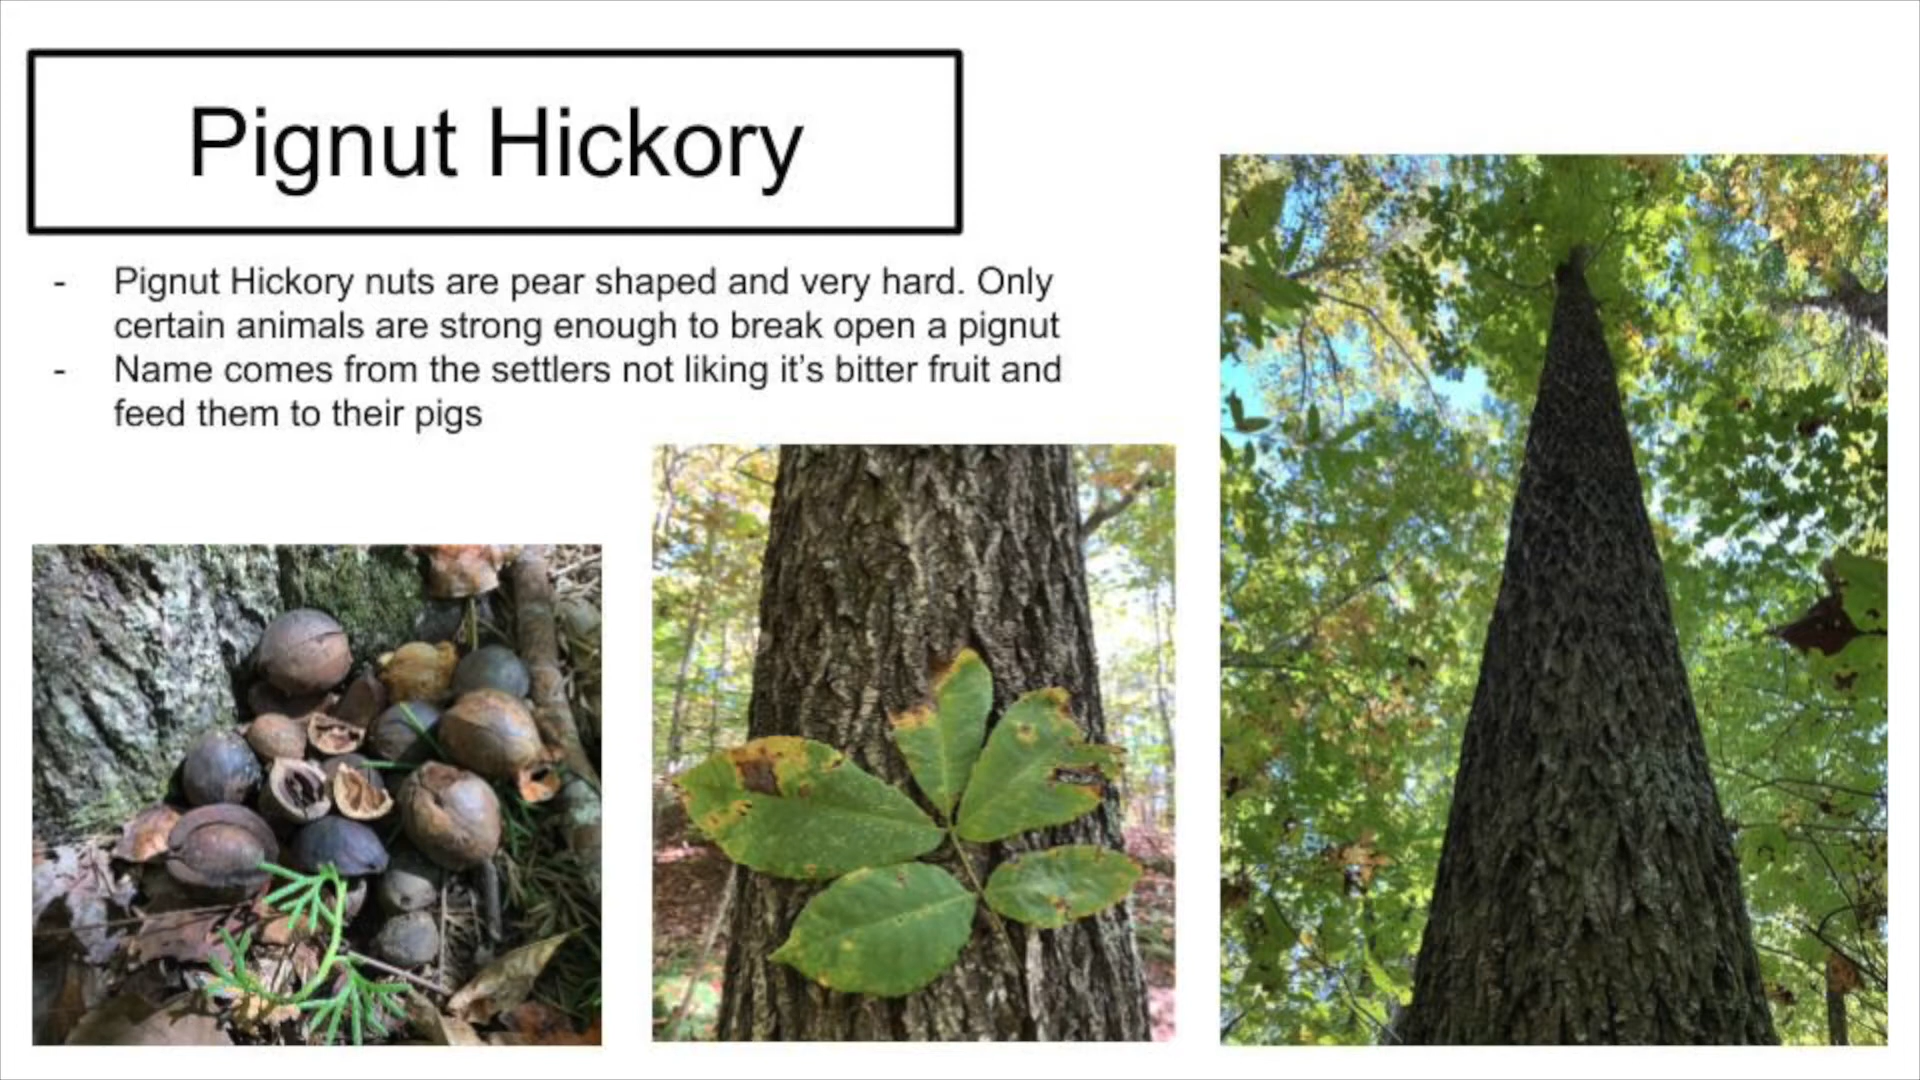 Pignut Hickory
- Pignut Hickory nuts are pear shaped and very hard. Only
certain animals are strong enough to break open a pignut
- Name comes from the settlers not liking it’s bitter fruit and
feed them to their pigs